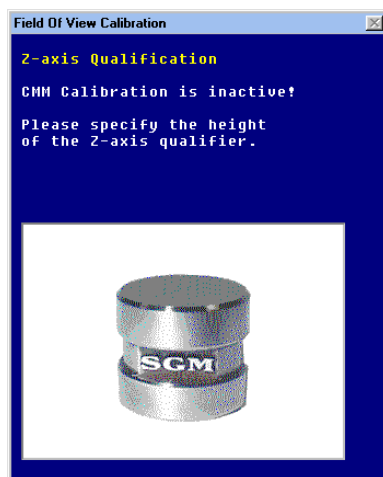 Field Of View Calibration
Z-axis Qualification
CMM Calibration is inactive!
Please specify the height
of the Z-axis qualifier.
SGM